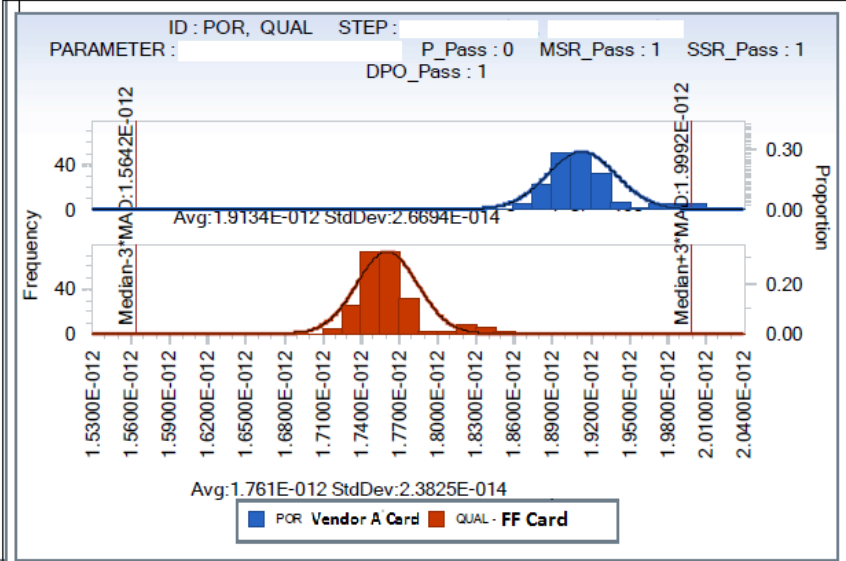 ID : POR, QUAL STEP :
PARAMETER : P_Pass : 0 MSR_Pass : 1 SSR_Pass : 1
DPO_Pass : 1
Median-3*MAD:1.5642E-012
Median+3*MAD:1.9992E-012
40
0
0.30
0.00
Avg:1.9134E-012 StdDev:2.6694E-014
Frequency
Proportion
40
0
0.20
0.00
1.5300E-012
1.5600E-012
1.5900E-012
1.6200E-012
1.6500E-012
1.6800E-012
1.7100E-012
1.7400E-012
1.7700E-012
1.8000E-012
1.8300E-012
1.8600E-012
1.8900E-012
1.9200E-012
1.9500E-012
1.9800E-012
2.0100E-012
2.0400E-012
Avg:1.761E-012 StdDev:2.3825E-014
POR Vendor A Card QUAL - FF Card